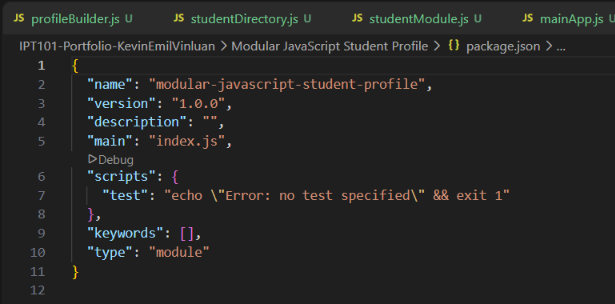 JS profileBuilder.js U JS studentDirectory.js U JS studentModule.js U JS mainApp.js U
IPT101-Portfolio-KevinEmilVinluan > Modular JavaScript Student Profile > {} package.json > ...
1 {
2 "name": "modular-javascript-student-profile",
3 "version": "1.0.0",
4 "description": "",
5 "main": "index.js",
▷Debug
6 "scripts": {
7 "test": "echo \"Error: no test specified\" && exit 1"
8 },
9 "keywords": [],
10 "type": "module"
11 }
12